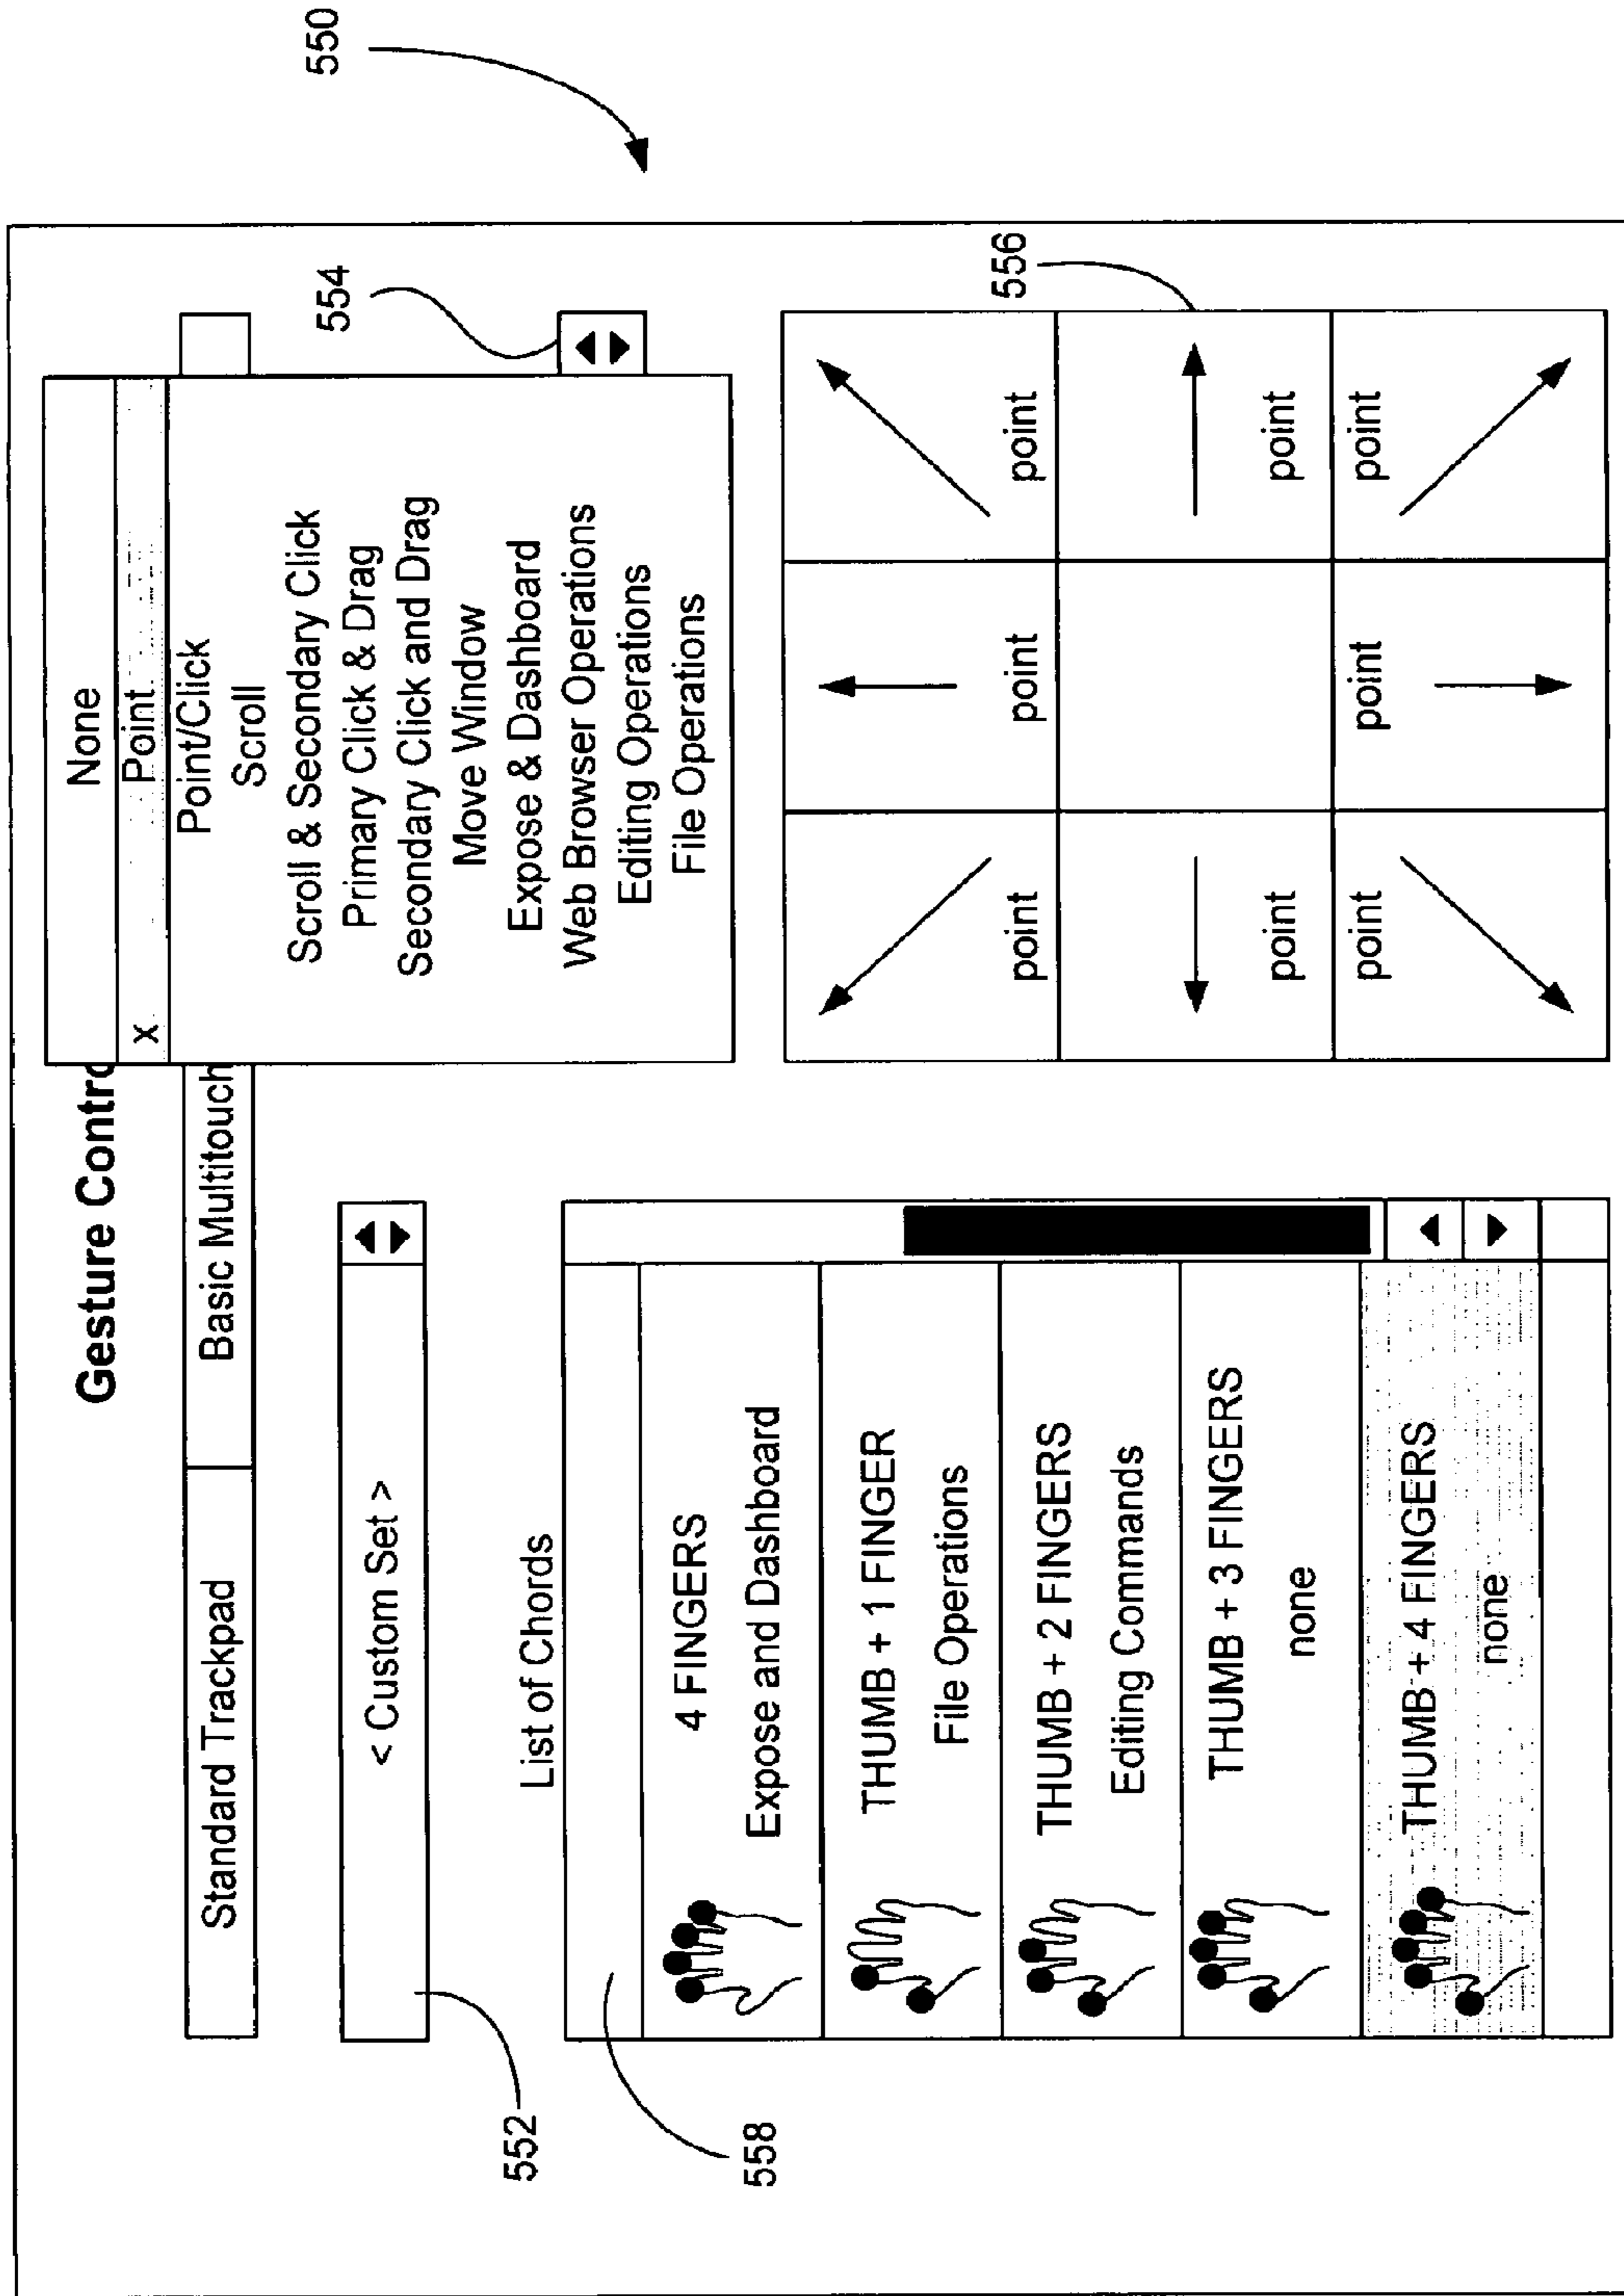 550
Gesture Contro
Standard Trackpad
Basic Multitouch
None
x Point
Point/Click
Scroll
Scroll & Secondary Click
Primary Click & Drag
Secondary Click and Drag
Move Window
Expose & Dashboard
Web Browser Operations
Editing Operations
File Operations
554
552
< Custom Set >
List of Chords
558
4 FINGERS
Expose and Dashboard
THUMB + 1 FINGER
File Operations
THUMB + 2 FINGERS
Editing Commands
THUMB + 3 FINGERS
none
THUMB + 4 FINGERS
none
556
point
point
point
point
point
point
point
point